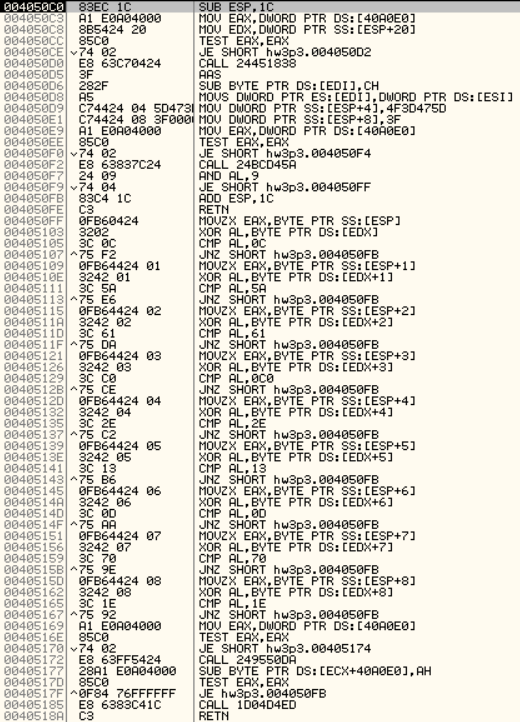 004050C0 83EC 1C SUB ESP,1C
004050C3 A1 E0A04000 MOV EAX,DWORD PTR DS:[40A0E0]
004050C8 8B5424 20 MOV EDX,DWORD PTR SS:[ESP+20]
004050CC 85C0 TEST EAX,EAX
004050CE 74 02 JE SHORT hw3p3.004050D2
004050D0 E8 63C70424 CALL 24451838
004050D5 3F AAS
004050D6 282F SUB BYTE PTR DS:[EDI],CH
004050D8 A5 MOVS DWORD PTR ES:[EDI],DWORD PTR DS:[ESI]
004050D9 C74424 04 5D473 MOV DWORD PTR SS:[ESP+4],4F3D475D
004050E1 C74424 08 3F000 MOV DWORD PTR SS:[ESP+8],3F
004050E9 A1 E0A04000 MOV EAX,DWORD PTR DS:[40A0E0]
004050EE 85C0 TEST EAX,EAX
004050F0 74 02 JE SHORT hw3p3.004050F4
004050F2 E8 63837C24 CALL 24BCD45A
004050F7 24 09 AND AL,9
004050F9 74 04 JE SHORT hw3p3.004050FF
004050FB 83C4 1C ADD ESP,1C
004050FE C3 RETN
004050FF 0FB60424 MOVZX EAX,BYTE PTR SS:[ESP]
00405103 3202 XOR AL,BYTE PTR DS:[EDX]
00405105 3C 0C CMP AL,0C
00405107 ^75 F2 JNZ SHORT hw3p3.004050FB
00405109 0FB64424 01 MOVZX EAX,BYTE PTR SS:[ESP+1]
0040510E 3242 01 XOR AL,BYTE PTR DS:[EDX+1]
00405111 3C 5A CMP AL,5A
00405113 ^75 E6 JNZ SHORT hw3p3.004050FB
00405115 0FB64424 02 MOVZX EAX,BYTE PTR SS:[ESP+2]
0040511A 3242 02 XOR AL,BYTE PTR DS:[EDX+2]
0040511D 3C 61 CMP AL,61
0040511F ^75 DA JNZ SHORT hw3p3.004050FB
00405121 0FB64424 03 MOVZX EAX,BYTE PTR SS:[ESP+3]
00405126 3242 03 XOR AL,BYTE PTR DS:[EDX+3]
00405129 3C C0 CMP AL,0C0
0040512B ^75 CE JNZ SHORT hw3p3.004050FB
0040512D 0FB64424 04 MOVZX EAX,BYTE PTR SS:[ESP+4]
00405132 3242 04 XOR AL,BYTE PTR DS:[EDX+4]
00405135 3C 2E CMP AL,2E
00405137 ^75 C2 JNZ SHORT hw3p3.004050FB
00405139 0FB64424 05 MOVZX EAX,BYTE PTR SS:[ESP+5]
0040513E 3242 05 XOR AL,BYTE PTR DS:[EDX+5]
00405141 3C 13 CMP AL,13
00405143 ^75 B6 JNZ SHORT hw3p3.004050FB
00405145 0FB64424 06 MOVZX EAX,BYTE PTR SS:[ESP+6]
0040514A 3242 06 XOR AL,BYTE PTR DS:[EDX+6]
0040514D 3C 0D CMP AL,0D
0040514F ^75 AA JNZ SHORT hw3p3.004050FB
00405151 0FB64424 07 MOVZX EAX,BYTE PTR SS:[ESP+7]
00405156 3242 07 XOR AL,BYTE PTR DS:[EDX+7]
00405159 3C 70 CMP AL,70
0040515B ^75 9E JNZ SHORT hw3p3.004050FB
0040515D 0FB64424 08 MOVZX EAX,BYTE PTR SS:[ESP+8]
00405162 3242 08 XOR AL,BYTE PTR DS:[EDX+8]
00405165 3C 1E CMP AL,1E
00405167 ^75 92 JNZ SHORT hw3p3.004050FB
00405169 A1 E0A04000 MOV EAX,DWORD PTR DS:[40A0E0]
0040516E 85C0 TEST EAX,EAX
00405170 74 02 JE SHORT hw3p3.00405174
00405172 E8 63FF5424 CALL 249550DA
00405177 28A1 E0A04000 SUB BYTE PTR DS:[ECX+40A0E0],AH
0040517D 85C0 TEST EAX,EAX
0040517F ^0F84 76FFFFFF JE hw3p3.004050FB
00405185 E8 6383C41C CALL 1D04D4ED
0040518A C3 RETN